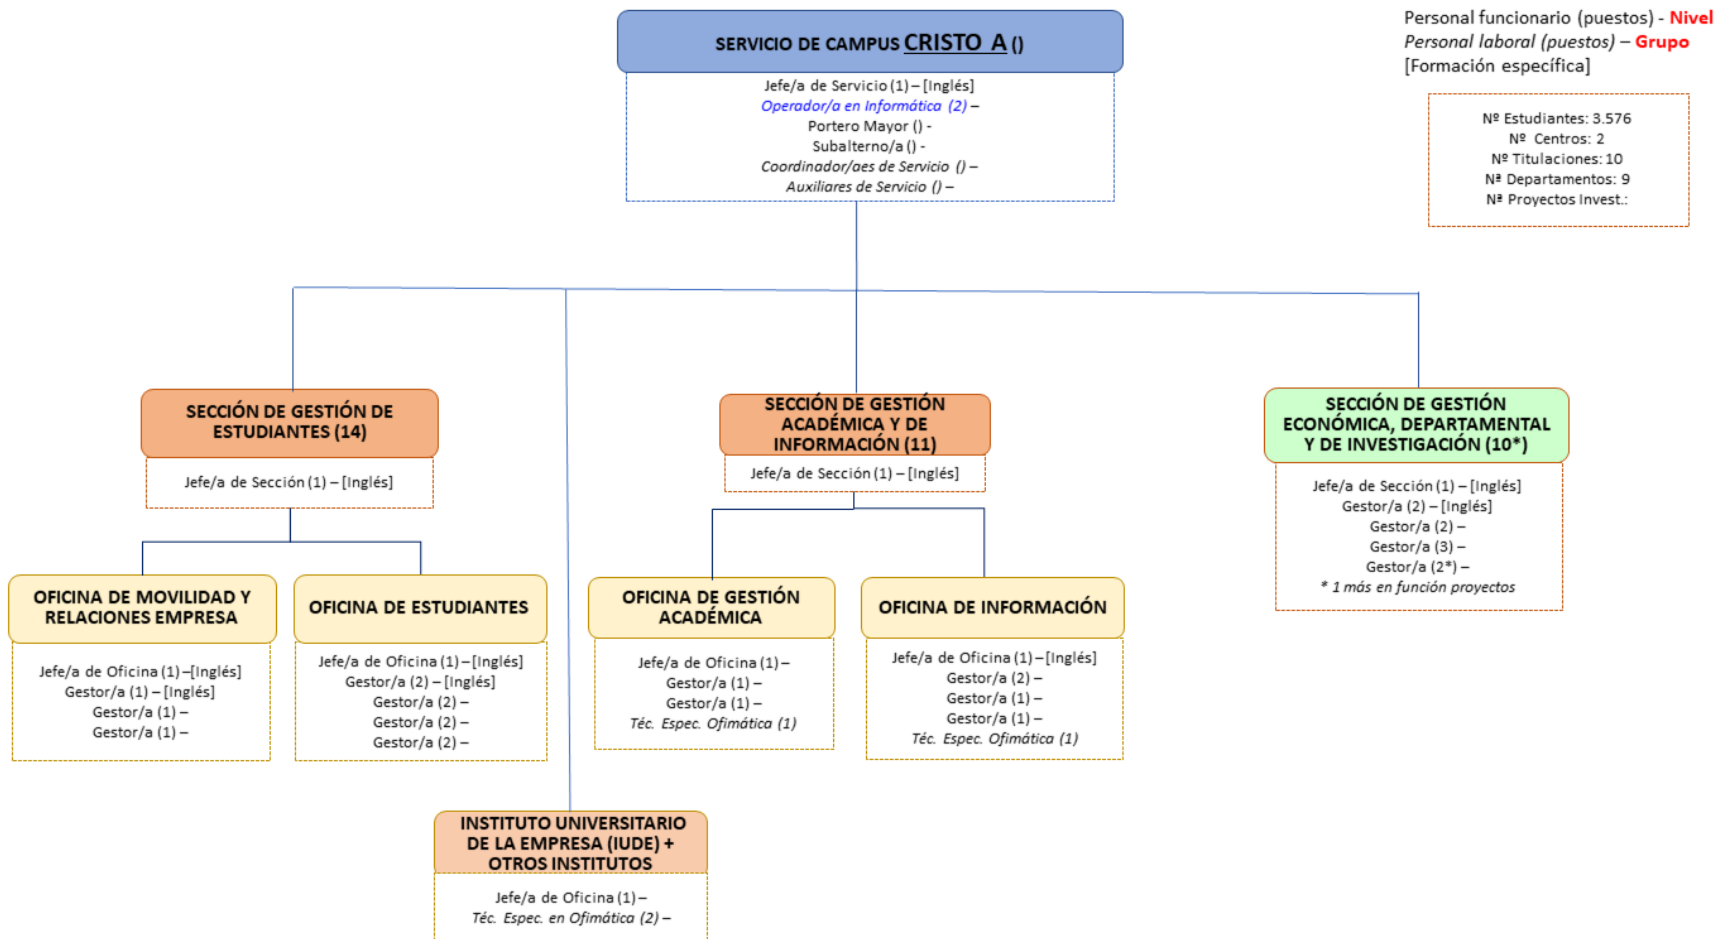 SERVICIO DE CAMPUS CRISTO A ()
Jefe/a de Servicio (1) – [Inglés]
Operador/a en Informática (2) –
Portero Mayor () -
Subalterno/a () -
Coordinador/aes de Servicio () –
Auxiliares de Servicio () –
Personal funcionario (puestos) - Nivel
Personal laboral (puestos) – Grupo
[Formación específica]
Nº Estudiantes: 3.576
Nº Centros: 2
Nº Titulaciones: 10
Nª Departamentos: 9
Nª Proyectos Invest.:
SECCIÓN DE GESTIÓN DE
ESTUDIANTES (14)
Jefe/a de Sección (1) – [Inglés]
SECCIÓN DE GESTIÓN
ACADÉMICA Y DE
INFORMACIÓN (11)
Jefe/a de Sección (1) – [Inglés]
SECCIÓN DE GESTIÓN
ECONÓMICA, DEPARTAMENTAL
Y DE INVESTIGACIÓN (10*)
Jefe/a de Sección (1) – [Inglés]
Gestor/a (2) – [Inglés]
Gestor/a (2) –
Gestor/a (3) –
Gestor/a (2*) –
* 1 más en función proyectos
OFICINA DE MOVILIDAD Y
RELACIONES EMPRESA
Jefe/a de Oficina (1) –[Inglés]
Gestor/a (1) – [Inglés]
Gestor/a (1) –
Gestor/a (1) –
OFICINA DE ESTUDIANTES
Jefe/a de Oficina (1) –[Inglés]
Gestor/a (2) – [Inglés]
Gestor/a (2) –
Gestor/a (2) –
Gestor/a (2) –
OFICINA DE GESTIÓN
ACADÉMICA
Jefe/a de Oficina (1) –
Gestor/a (1) –
Gestor/a (1) –
Téc. Espec. Ofimática (1)
OFICINA DE INFORMACIÓN
Jefe/a de Oficina (1) –[Inglés]
Gestor/a (2) –
Gestor/a (1) –
Gestor/a (1) –
Téc. Espec. Ofimática (1)
INSTITUTO UNIVERSITARIO
DE LA EMPRESA (IUDE) +
OTROS INSTITUTOS
Jefe/a de Oficina (1) –
Téc. Espec. en Ofimática (2) –